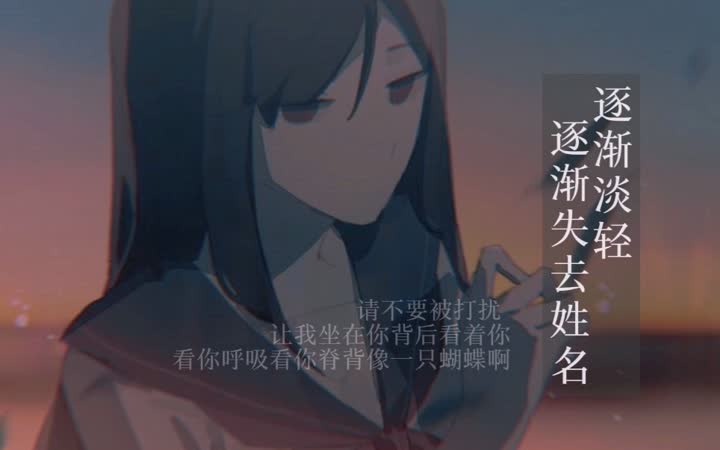 逐渐淡轻
逐渐失去姓名
请不要被打扰
让我坐在你背后看着你
看你呼吸看你脊背像一只蝴蝶啊